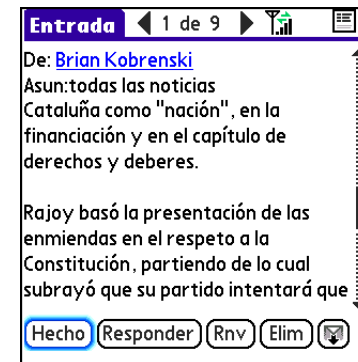 Entrada 1 de 9
De: Brian Kobrenski
Asun:todas las noticias
Cataluña como "nación", en la
financiación y en el capítulo de
derechos y deberes.
Rajoy basó la presentación de las
enmiendas en el respeto a la
Constitución, partiendo de lo cual
subrayó que su partido intentará que
Hecho Responder Rnv Elim